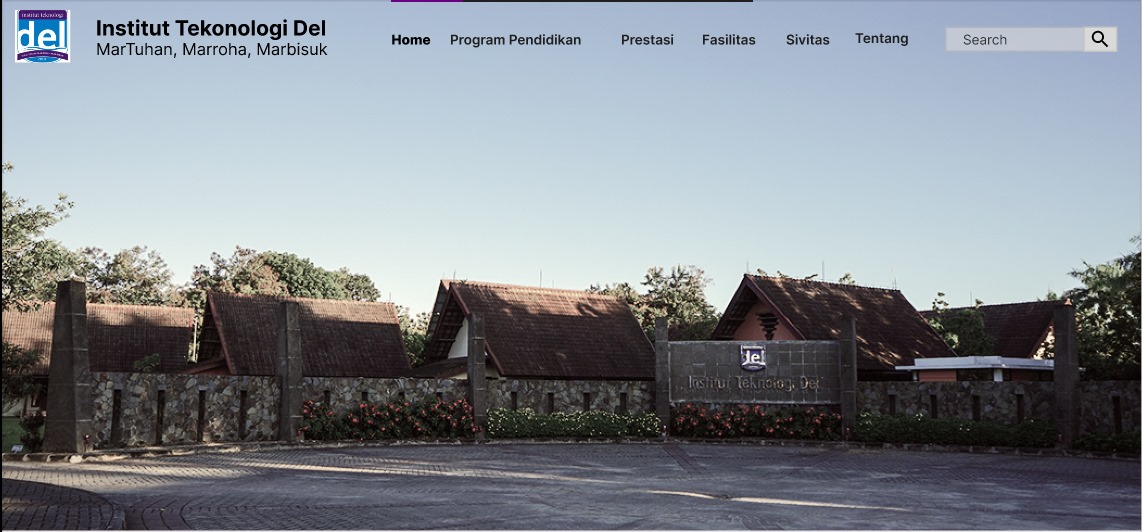 institut teknologi
del
Institut Tekonologi Del
MarTuhan, Marroha, Marbisuk
Home Program Pendidikan Prestasi Fasilitas Sivitas Tentang Search
del
Institut Teknologi Del